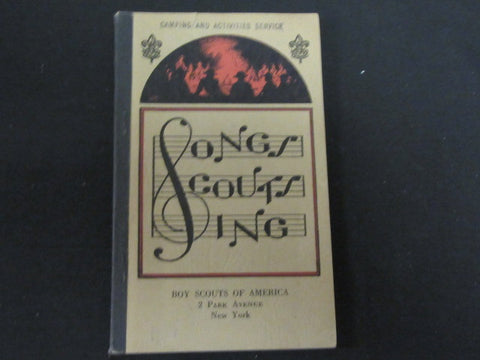 CAMPING AND ACTIVITIES SERVICE
SONGS
SCOUTS
SING
BOY SCOUTS OF AMERICA
2 PARK AVENUE
NEW YORK